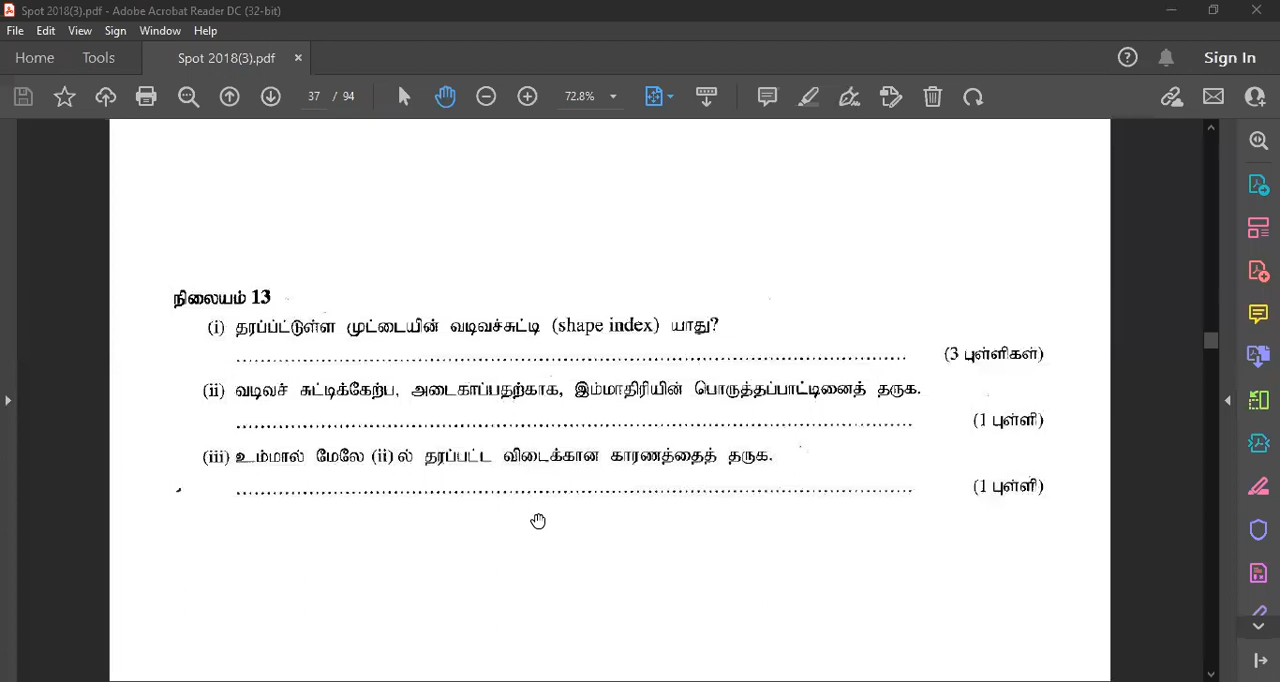 Spot 2018(3).pdf - Adobe Acrobat Reader DC (32-bit)
File Edit View Sign Window Help
Home Tools Spot 2018(3).pdf × Sign In
37 / 94 72.8%
நிலையம் 13
(i) தரப்பட்டுள்ள முட்டையின் வடிவச்சுட்டி (shape index) யாது?
(3 புள்ளிகள்)
(ii) வடிவச் சுட்டிக்கேற்ப, அடைகாப்பதற்காக, இம்மாதிரியின் பொருத்தப்பாட்டினைத் தருக.
(1 புள்ளி)
(iii) உம்மால் மேலே (ii) ல் தரப்பட்ட விடைக்கான காரணத்தைத் தருக.
(1 புள்ளி)